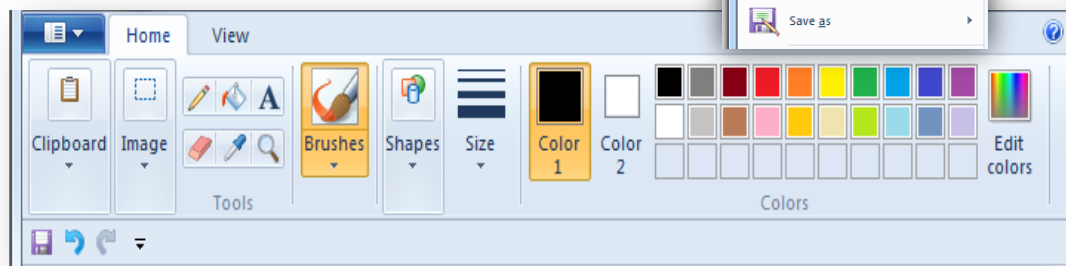 Save as
Home View
Clipboard Image Brushes Shapes Size Color 1 Color 2 Edit colors
Tools Colors